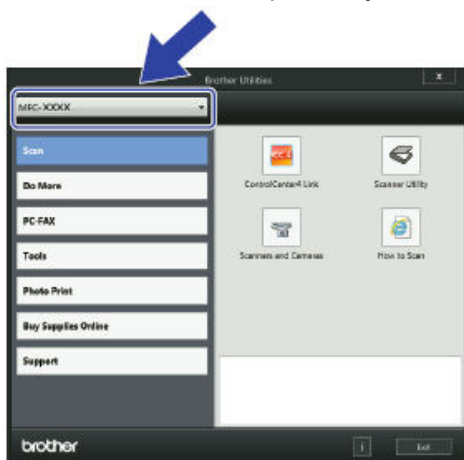 Brother Utilities
X
MFC-XXXX
Scan
Do More
PC-FAX
Tools
Photo Print
Buy Supplies Online
Support
ControlCenter4 Link
Scanner Utility
Scanners and Cameras
How to Scan
brother
i
Exit